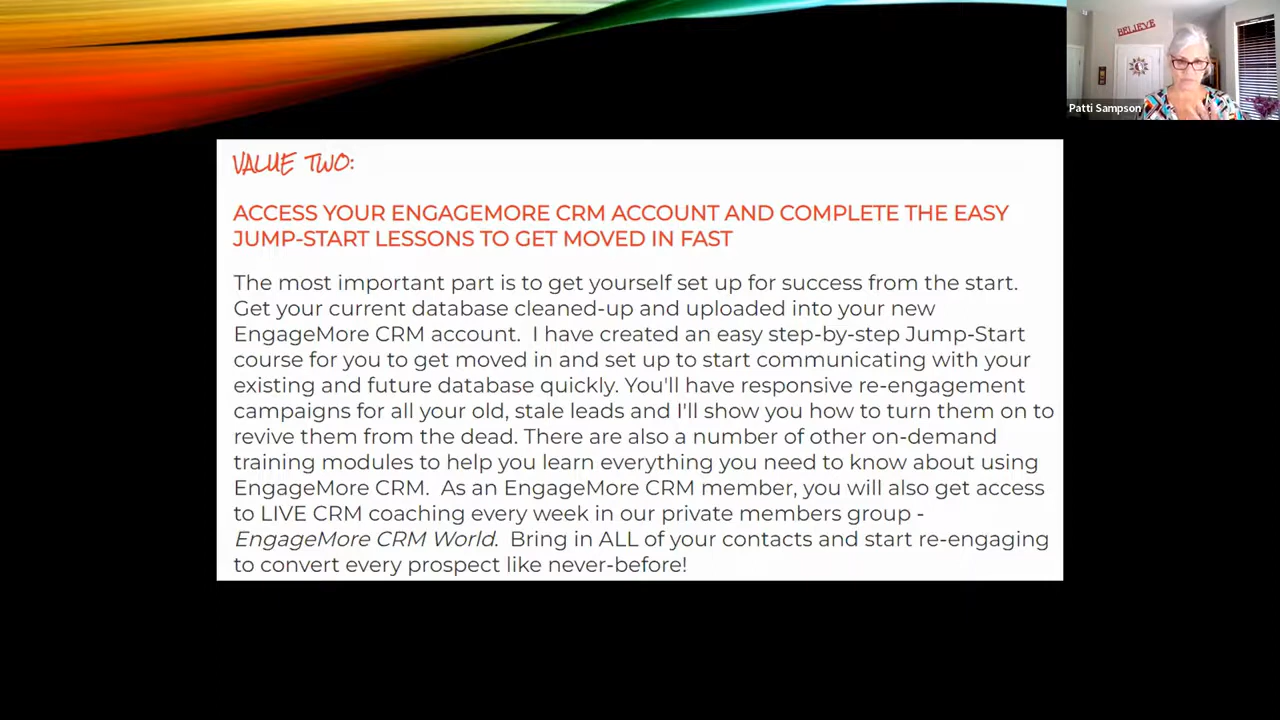 BELIEVE
Patti Sampson
VALUE TWO:
ACCESS YOUR ENGAGEMORE CRM ACCOUNT AND COMPLETE THE EASY
JUMP-START LESSONS TO GET MOVED IN FAST
The most important part is to get yourself set up for success from the start.
Get your current database cleaned-up and uploaded into your new
EngageMore CRM account.  I have created an easy step-by-step Jump-Start
course for you to get moved in and set up to start communicating with your
existing and future database quickly. You'll have responsive re-engagement
campaigns for all your old, stale leads and I'll show you how to turn them on to
revive them from the dead. There are also a number of other on-demand
training modules to help you learn everything you need to know about using
EngageMore CRM.  As an EngageMore CRM member, you will also get access
to LIVE CRM coaching every week in our private members group -
EngageMore CRM World.  Bring in ALL of your contacts and start re-engaging
to convert every prospect like never-before!